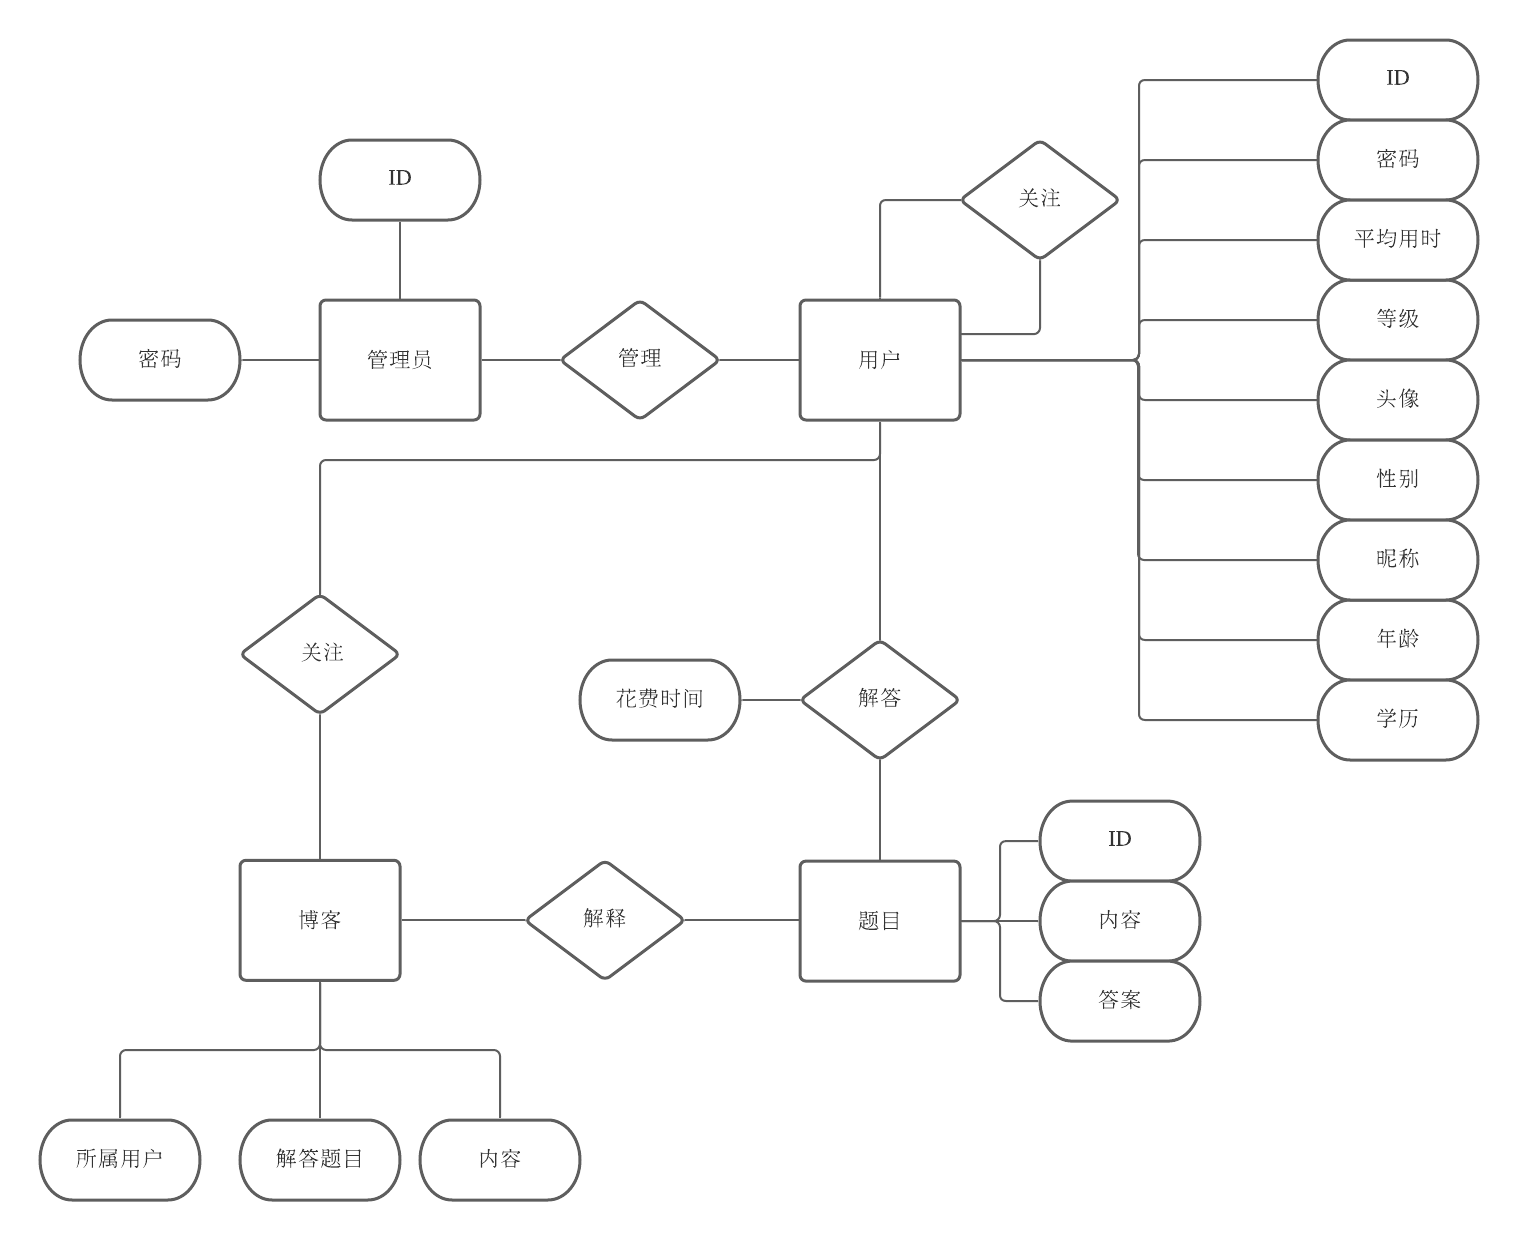 ID
密码
平均用时
等级
头像
性别
昵称
年龄
学历
ID
关注
密码
管理员
管理
用户
关注
花费时间
解答
博客
解释
题目
ID
内容
答案
所属用户
解答题目
内容